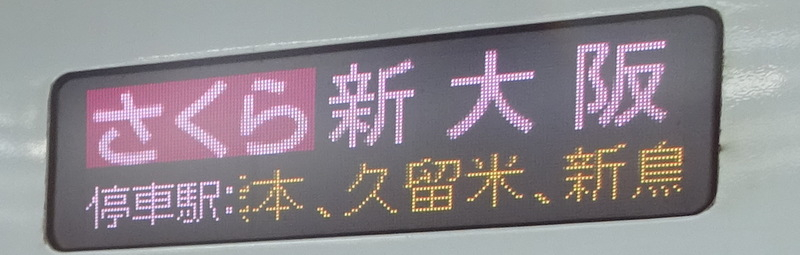 さくら 新大阪
停車駅:本、久留米、新鳥